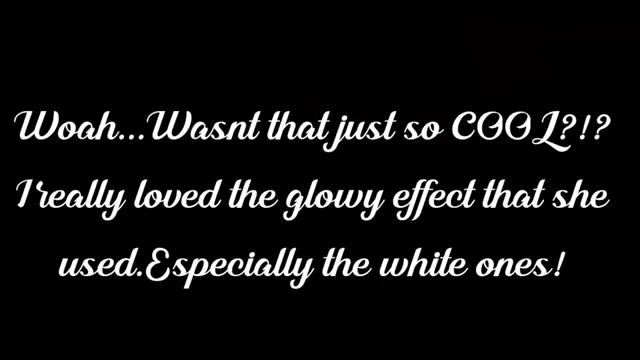 Woah...Wasnt that just so COOL?!?
I really loved the glowy effect that she
used.Especially the white ones!